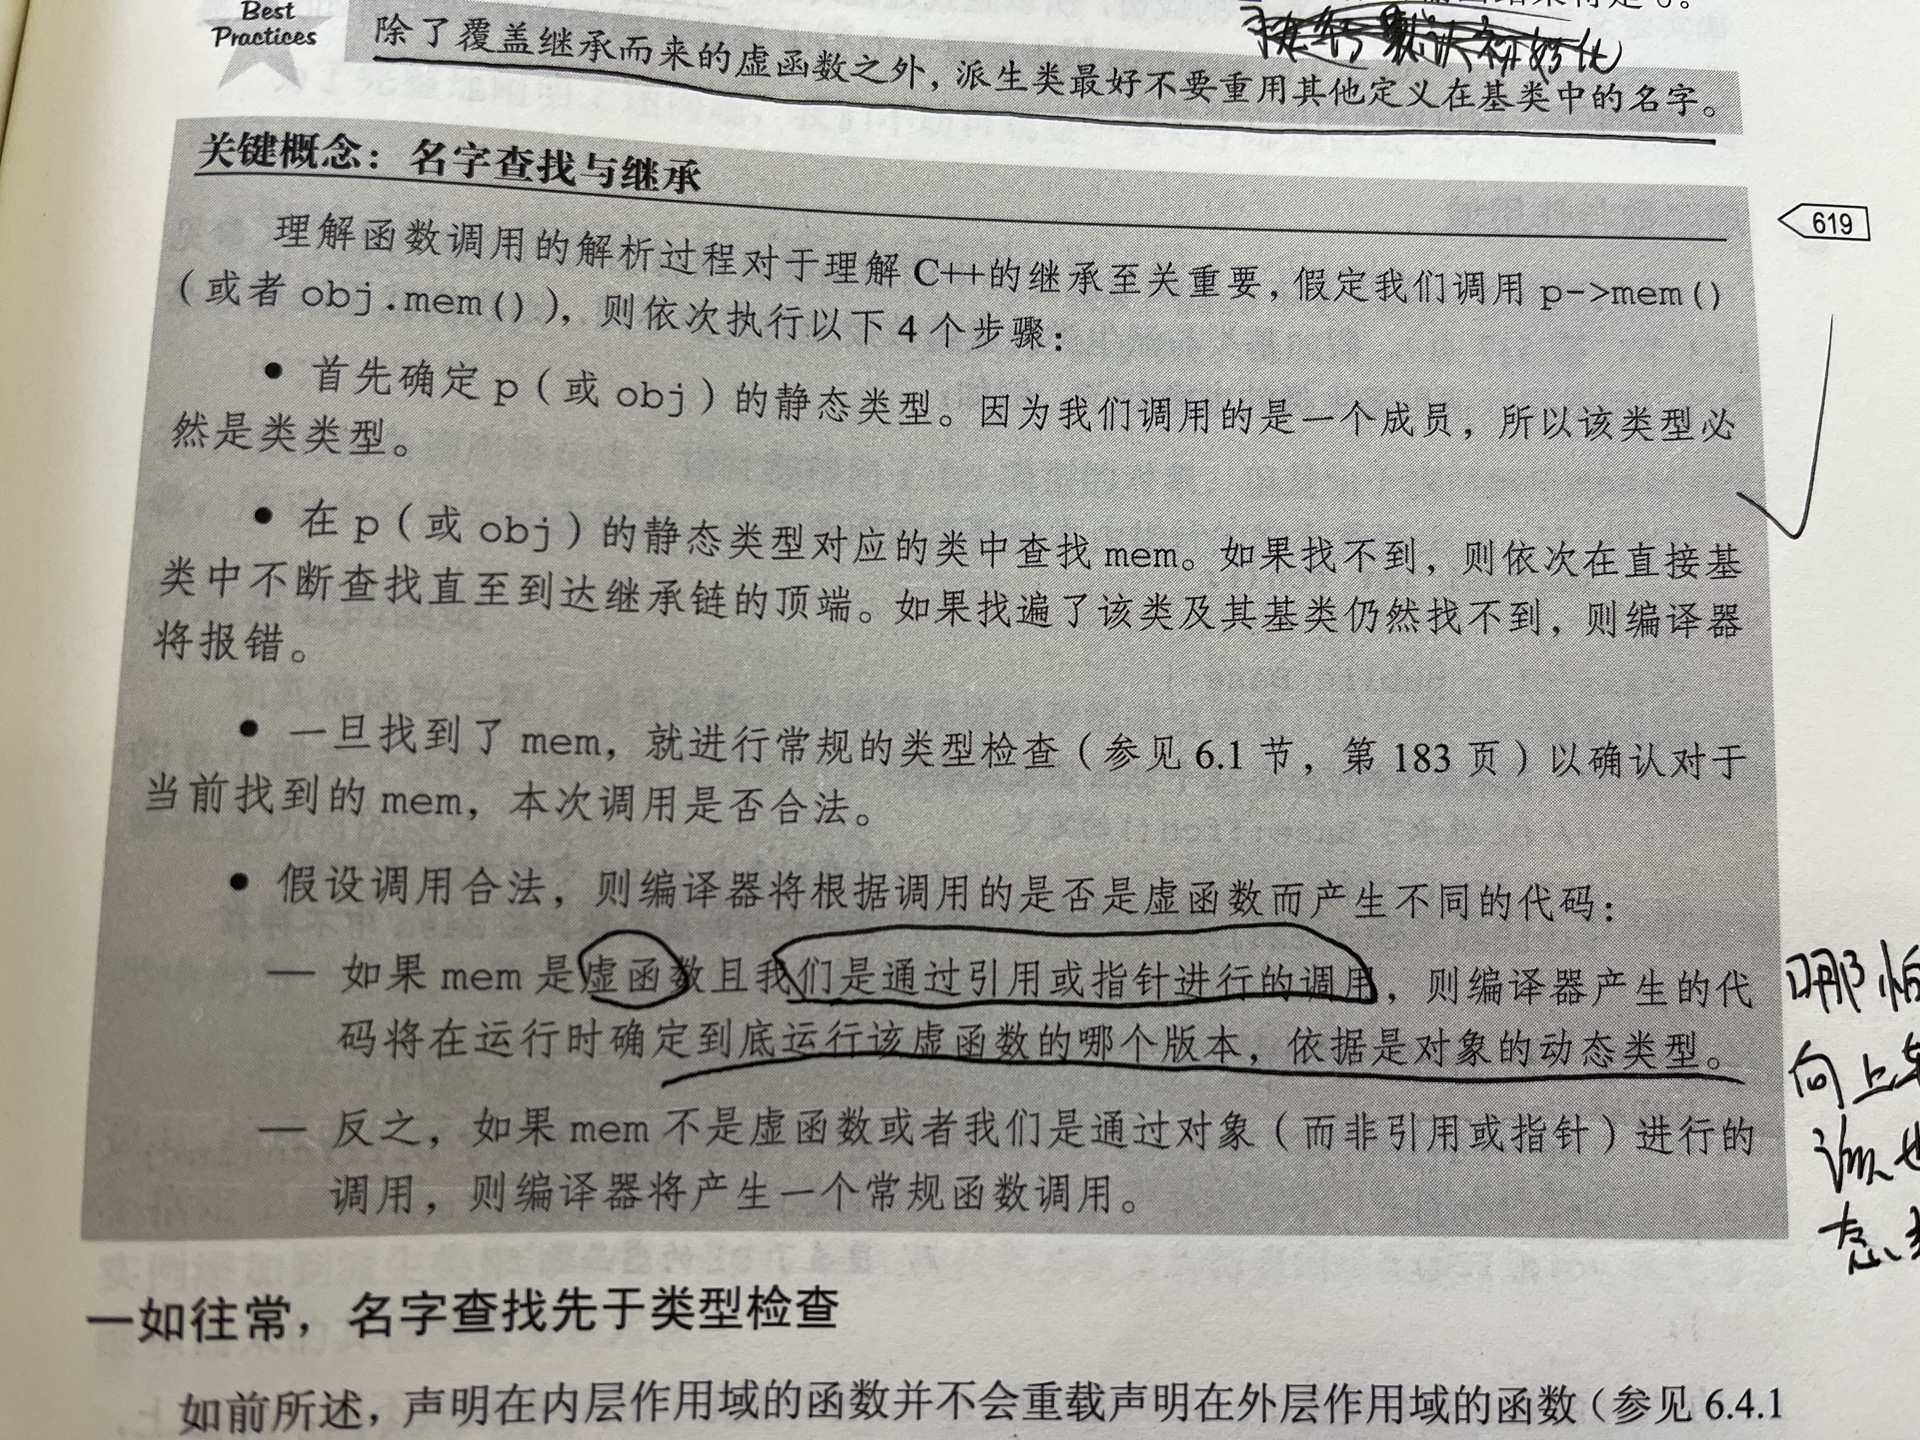 Best
Practices
除了覆盖继承而来的虚函数之外，派生类最好不要重用其他定义在基类中的名字。
关键概念：名字查找与继承
619
理解函数调用的解析过程对于理解 C++的继承至关重要，假定我们调用 p->mem()
（或者 obj.mem()），则依次执行以下 4 个步骤：
• 首先确定 p（或 obj）的静态类型。因为我们调用的是一个成员，所以该类型必
然是类类型。
• 在 p（或 obj）的静态类型对应的类中查找 mem。如果找不到，则依次在直接基
类中不断查找直至到达继承链的顶端。如果找遍了该类及其基类仍然找不到，则编译器
将报错。
• 一旦找到了 mem，就进行常规的类型检查（参见 6.1 节，第 183 页）以确认对于
当前找到的 mem，本次调用是否合法。
• 假设调用合法，则编译器将根据调用的是否是虚函数而产生不同的代码：
— 如果 mem 是虚函数且我们是通过引用或指针进行的调用，则编译器产生的代
码将在运行时确定到底运行该虚函数的哪个版本，依据是对象的动态类型。
— 反之，如果 mem 不是虚函数或者我们是通过对象（而非引用或指针）进行的
调用，则编译器将产生一个常规函数调用。
哪怕
向上
一如往常，名字查找先于类型检查
如前所述，声明在内层作用域的函数并不会重载声明在外层作用域的函数（参见 6.4.1